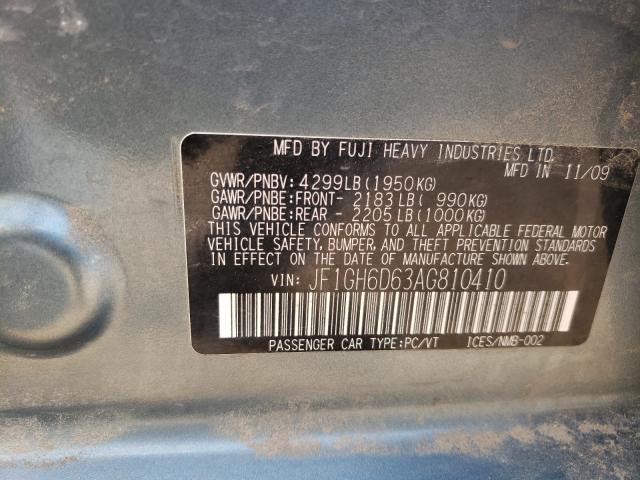 MFD BY FUJI HEAVY INDUSTRIES LTD.
MFD IN 11/09
GVWR/PNBV: 4299LB(1950KG)
GAWR/PNBE:FRONT- 2183LB( 990KG)
GAWR/PNBE:REAR - 2205LB(1000KG)
THIS VEHICLE CONFORMS TO ALL APPLICABLE FEDERAL MOTOR
VEHICLE SAFETY, BUMPER, AND THEFT PREVENTION STANDARDS
IN EFFECT ON THE DATE OF MANUFACTURE SHOWN ABOVE.
VIN: JF1GH6D63AG810410
PASSENGER CAR TYPE:PC/VT ICES/NMB-002